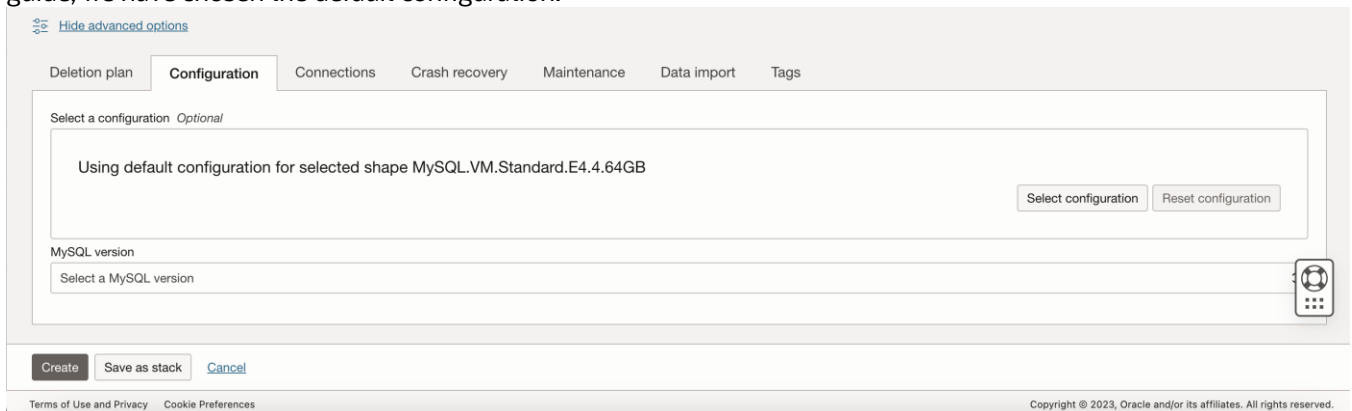 guide, we have chosen the default configuration.
Hide advanced options
Deletion plan Configuration Connections Crash recovery Maintenance Data import Tags
Select a configuration Optional
Using default configuration for selected shape MySQL.VM.Standard.E4.4.64GB
Select configuration Reset configuration
MySQL version
Select a MySQL version
Create Save as stack Cancel
Terms of Use and Privacy Cookie Preferences Copyright © 2023, Oracle and/or its affiliates. All rights reserved.